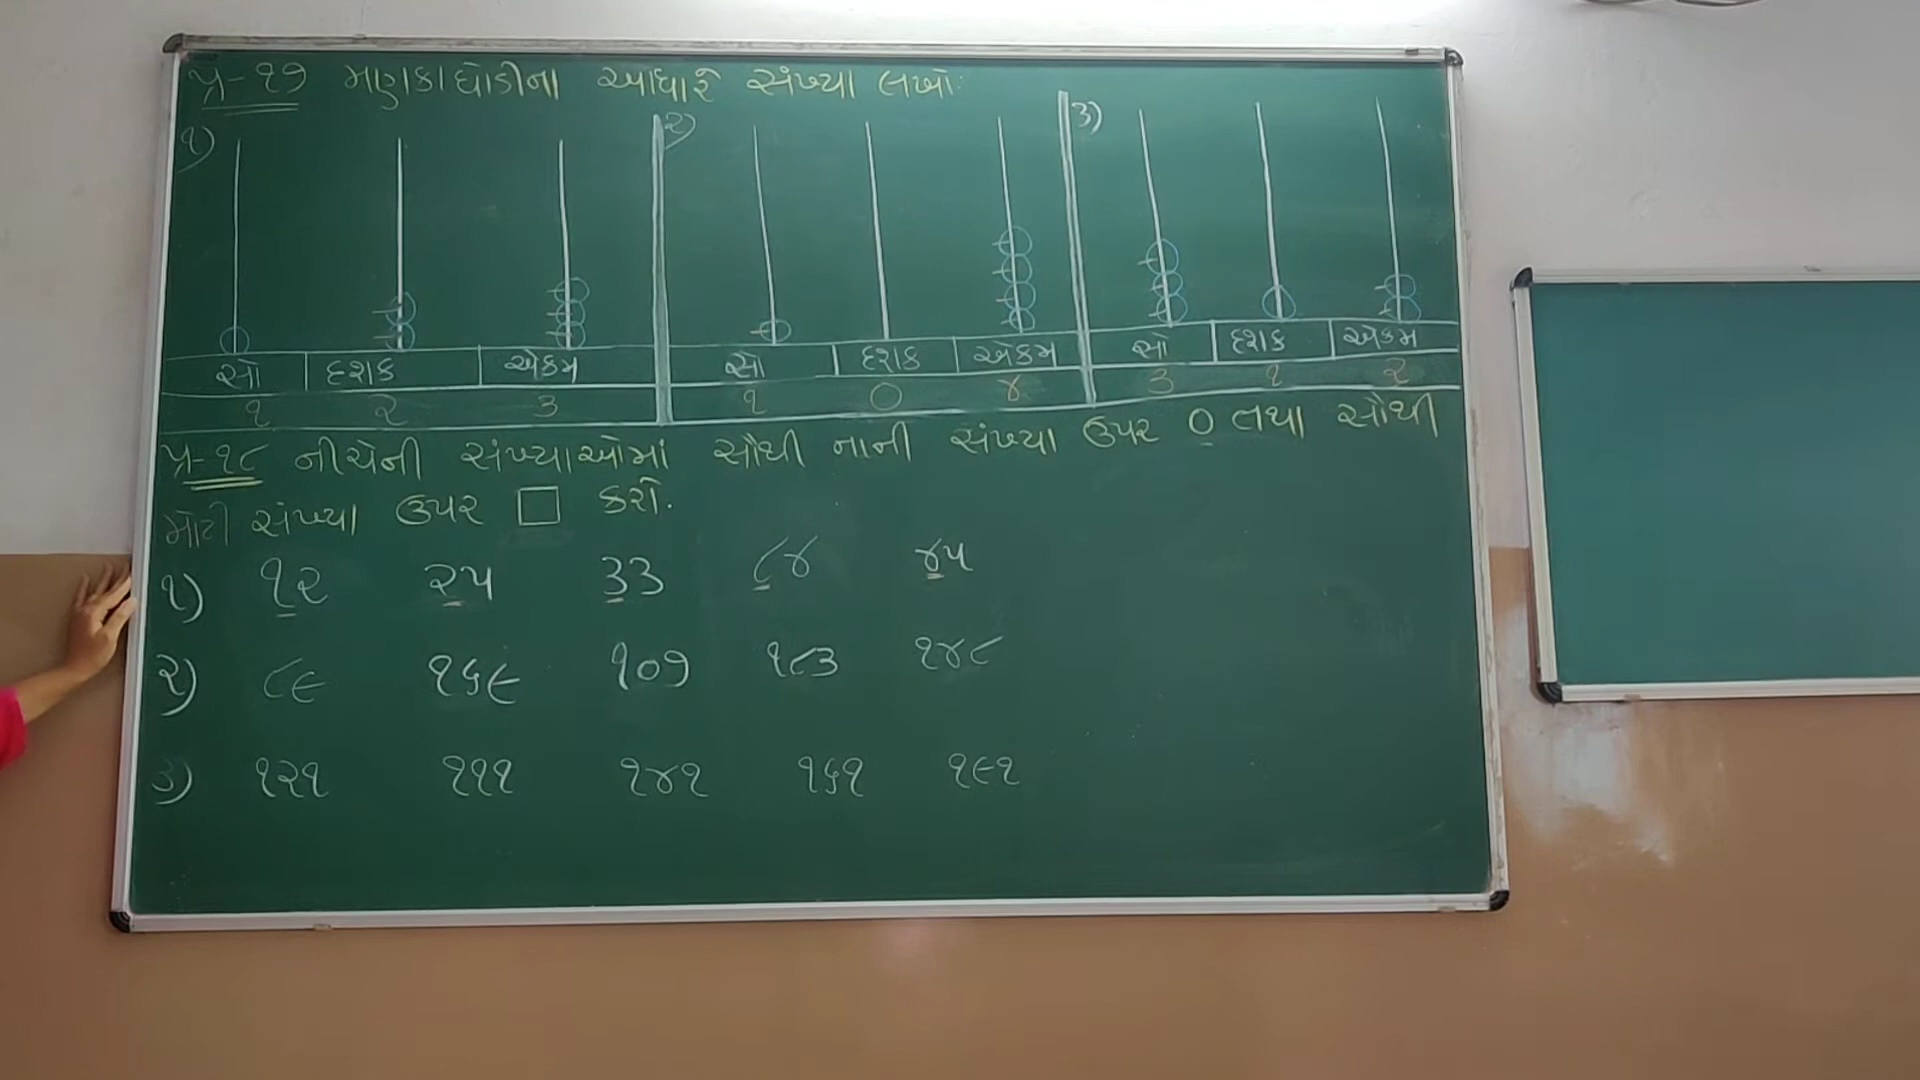 પ્ર-૧૭ મણકાઘોડીના આધારે સંખ્યા લખોઃ
૧) ૨) ૩)
સો દશક એકમ સો દશક એકમ સો દશક એકમ
૧ ૨ ૩ ૧ ૦ ૪ ૩ ૧ ૨
પ્ર-૧૮ નીચેની સંખ્યાઓમાં સૌથી નાની સંખ્યા ઉપર ૦ તથા સૌથી
મોટી સંખ્યા ઉપર □ કરો.
૧) ૧૨ ૨૫ ૩૩ ૮૪ ૪૫
૨) ૮૯ ૧૬૯ ૧૦૭ ૧૮૩ ૧૪૮
૩) ૧૨૧ ૧૧૧ ૧૪૧ ૧૬૧ ૧૯૧